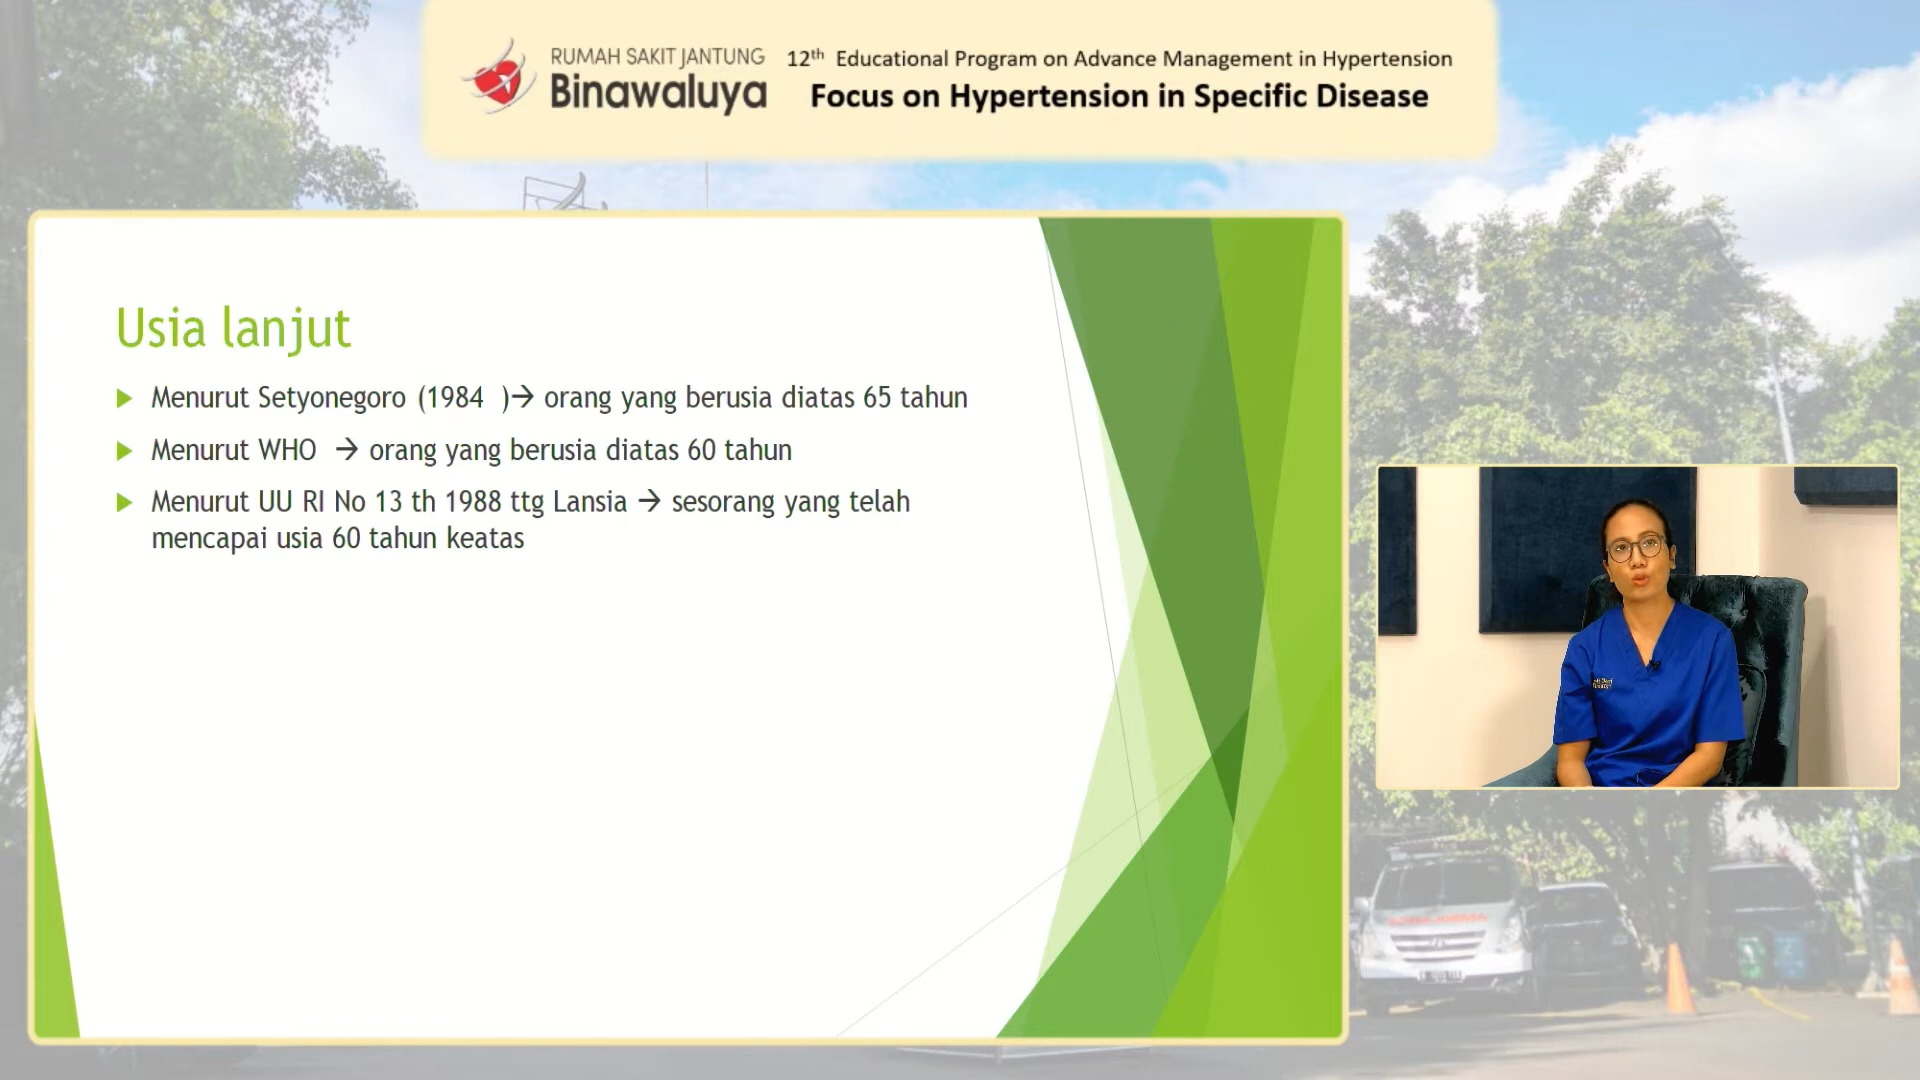 RUMAH SAKIT JANTUNG
Binawaluya
12th Educational Program on Advance Management in Hypertension
Focus on Hypertension in Specific Disease
Usia lanjut
Menurut Setyonegoro (1984 )→ orang yang berusia diatas 65 tahun
Menurut WHO → orang yang berusia diatas 60 tahun
Menurut UU RI No 13 th 1988 ttg Lansia → sesorang yang telah
mencapai usia 60 tahun keatas